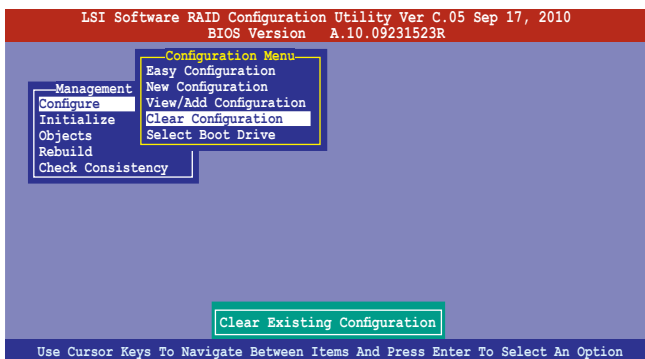 LSI Software RAID Configuration Utility Ver C.05 Sep 17, 2010
BIOS Version A.10.09231523R
Configuration Menu
Easy Configuration
New Configuration
View/Add Configuration
Clear Configuration
Select Boot Drive
Management
Configure
Initialize
Objects
Rebuild
Check Consistency
Clear Existing Configuration
Use Cursor Keys To Navigate Between Items And Press Enter To Select An Option